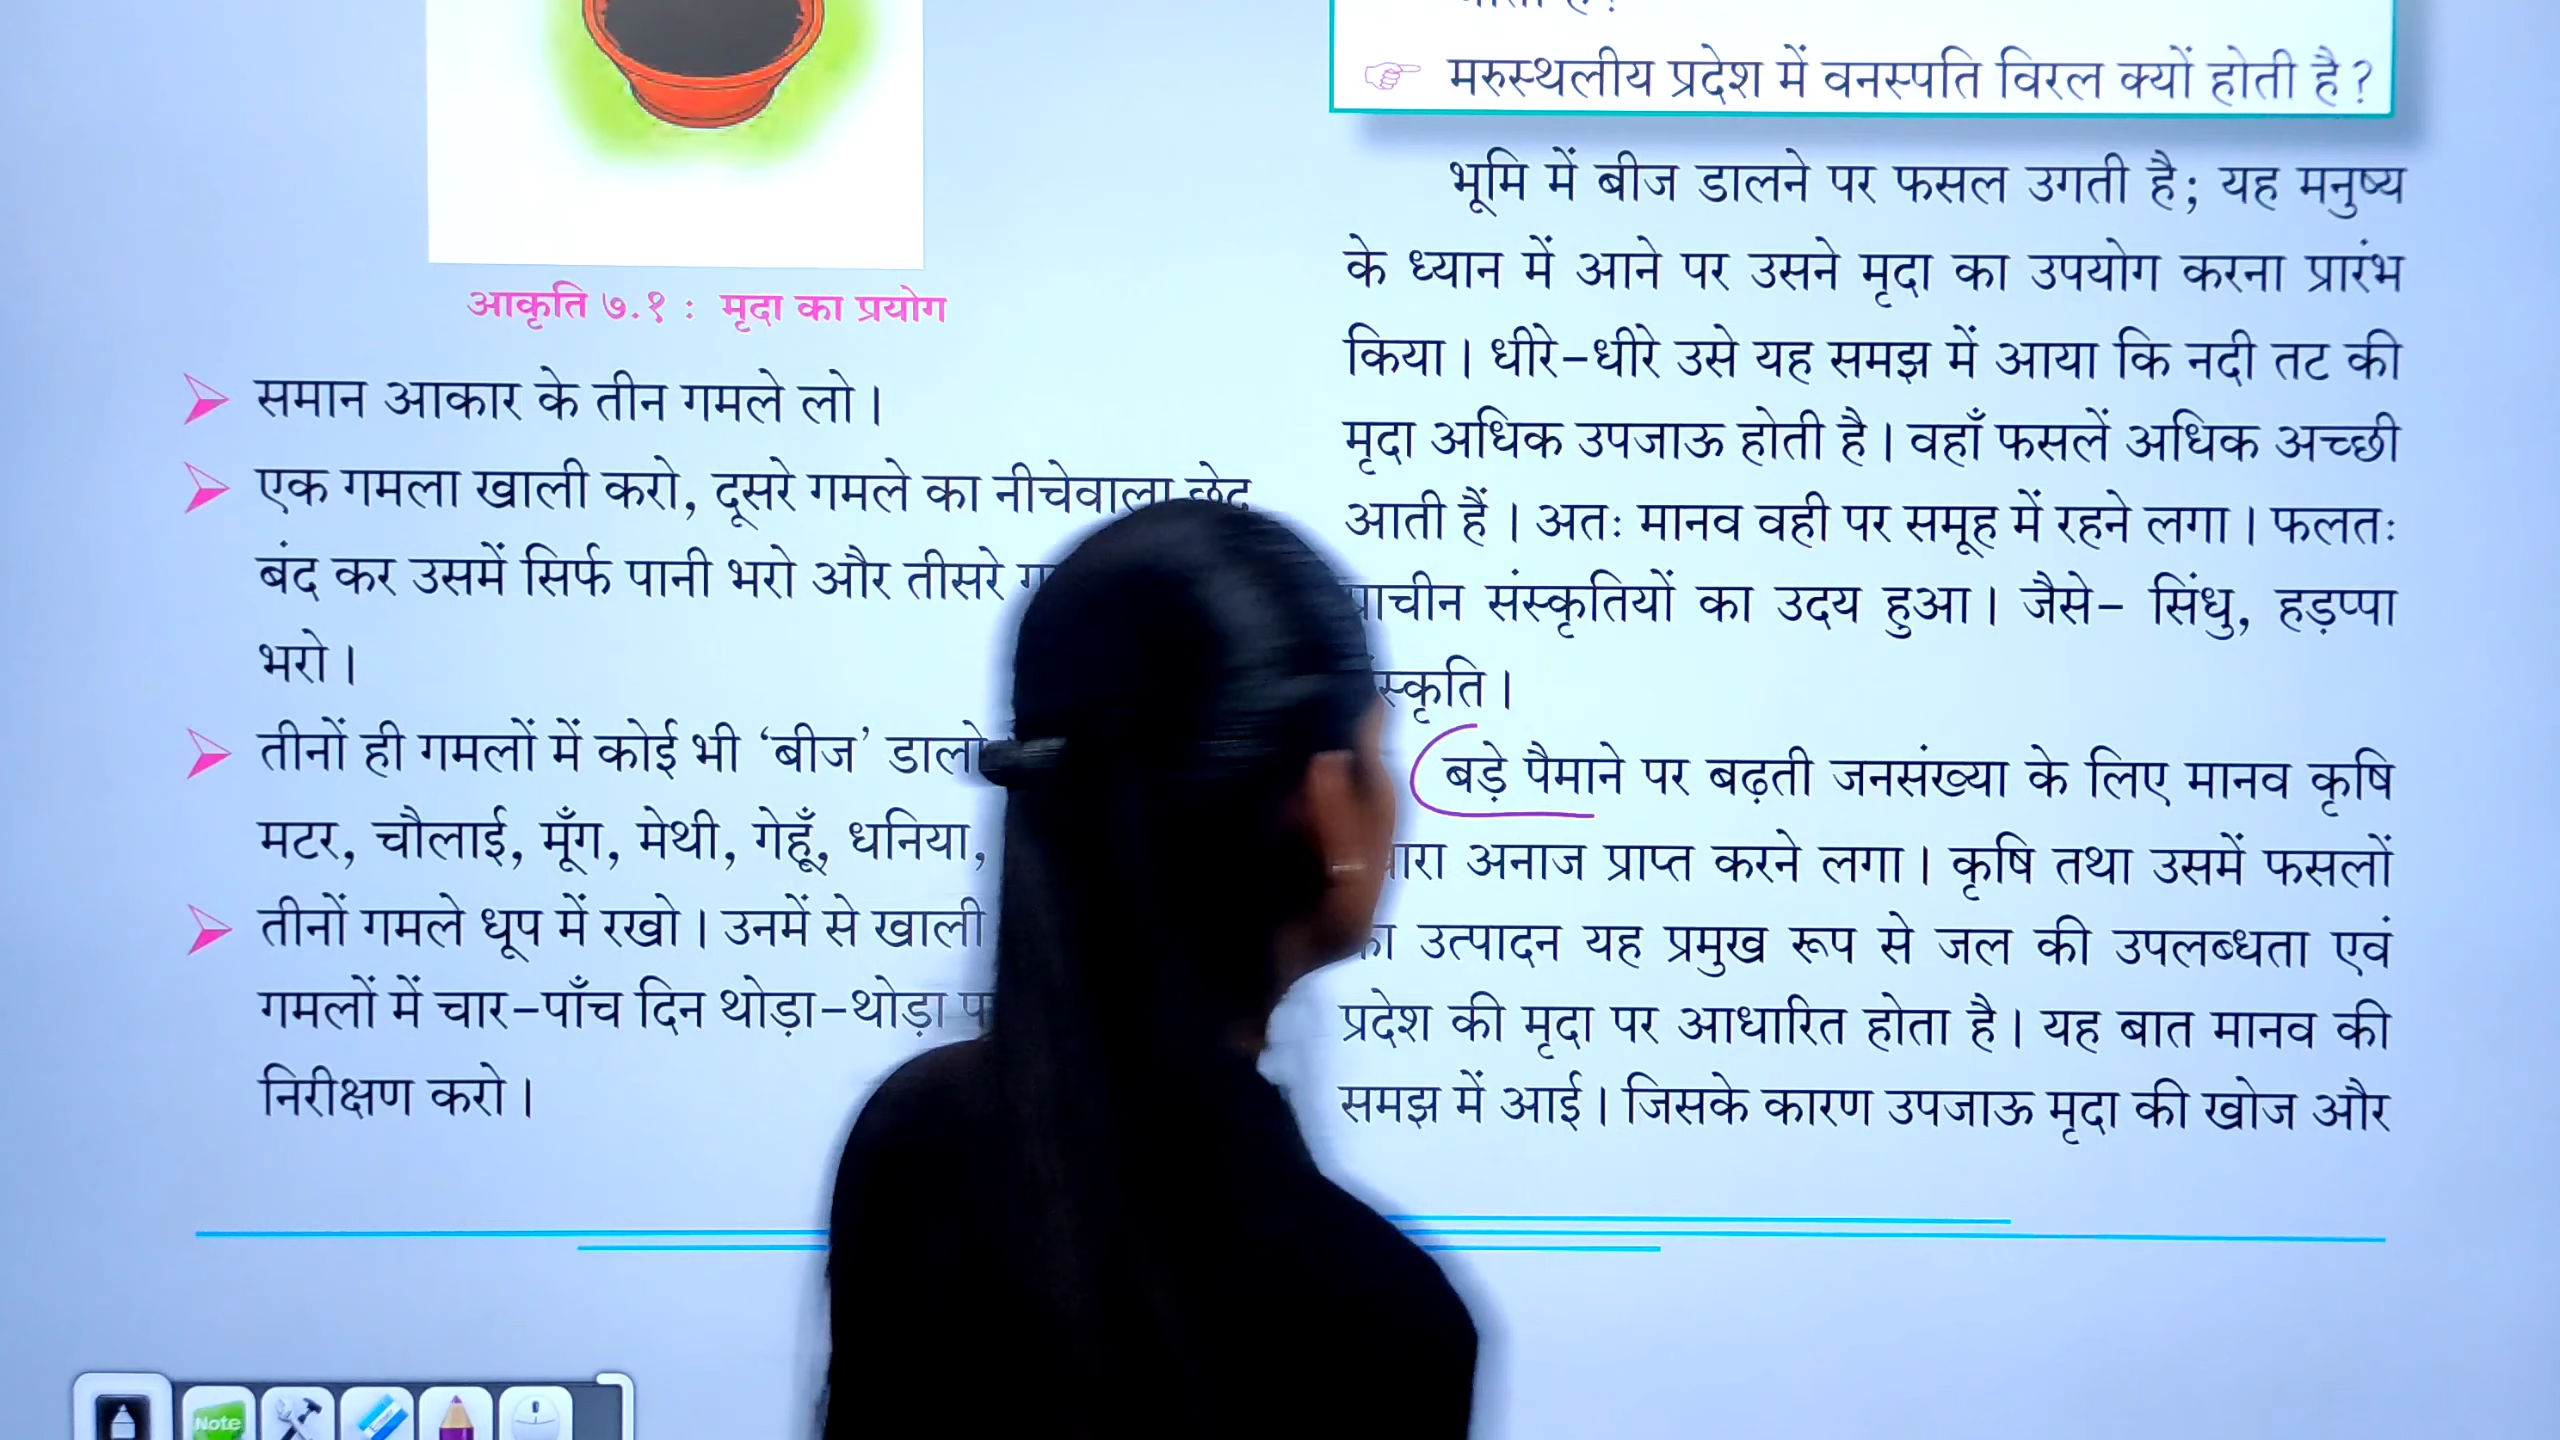 आकृति ७.१ : मृदा का प्रयोग
समान आकार के तीन गमले लो।
एक गमला खाली करो, दूसरे गमले का नीचेवाला छेद
बंद कर उसमें सिर्फ पानी भरो और तीसरे
भरो।
तीनों ही गमलों में कोई भी ‘बीज’ डालो
मटर, चौलाई, मूँग, मेथी, गेहूँ, धनिया,
तीनों गमले धूप में रखो। उनमें से खाली
गमलों में चार-पाँच दिन थोड़ा-थोड़ा
निरीक्षण करो।
मरुस्थलीय प्रदेश में वनस्पति विरल क्यों होती है?
भूमि में बीज डालने पर फसल उगती है; यह मनुष्य
के ध्यान में आने पर उसने मृदा का उपयोग करना प्रारंभ
किया। धीरे-धीरे उसे यह समझ में आया कि नदी तट की
मृदा अधिक उपजाऊ होती है। वहाँ फसलें अधिक अच्छी
आती हैं। अतः मानव वही पर समूह में रहने लगा। फलतः
प्राचीन संस्कृतियों का उदय हुआ। जैसे- सिंधु, हड़प्पा
संस्कृति।
बड़े पैमाने पर बढ़ती जनसंख्या के लिए मानव कृषि
अनाज प्राप्त करने लगा। कृषि तथा उसमें फसलों
का उत्पादन यह प्रमुख रूप से जल की उपलब्धता एवं
प्रदेश की मृदा पर आधारित होता है। यह बात मानव की
समझ में आई। जिसके कारण उपजाऊ मृदा की खोज और
Note